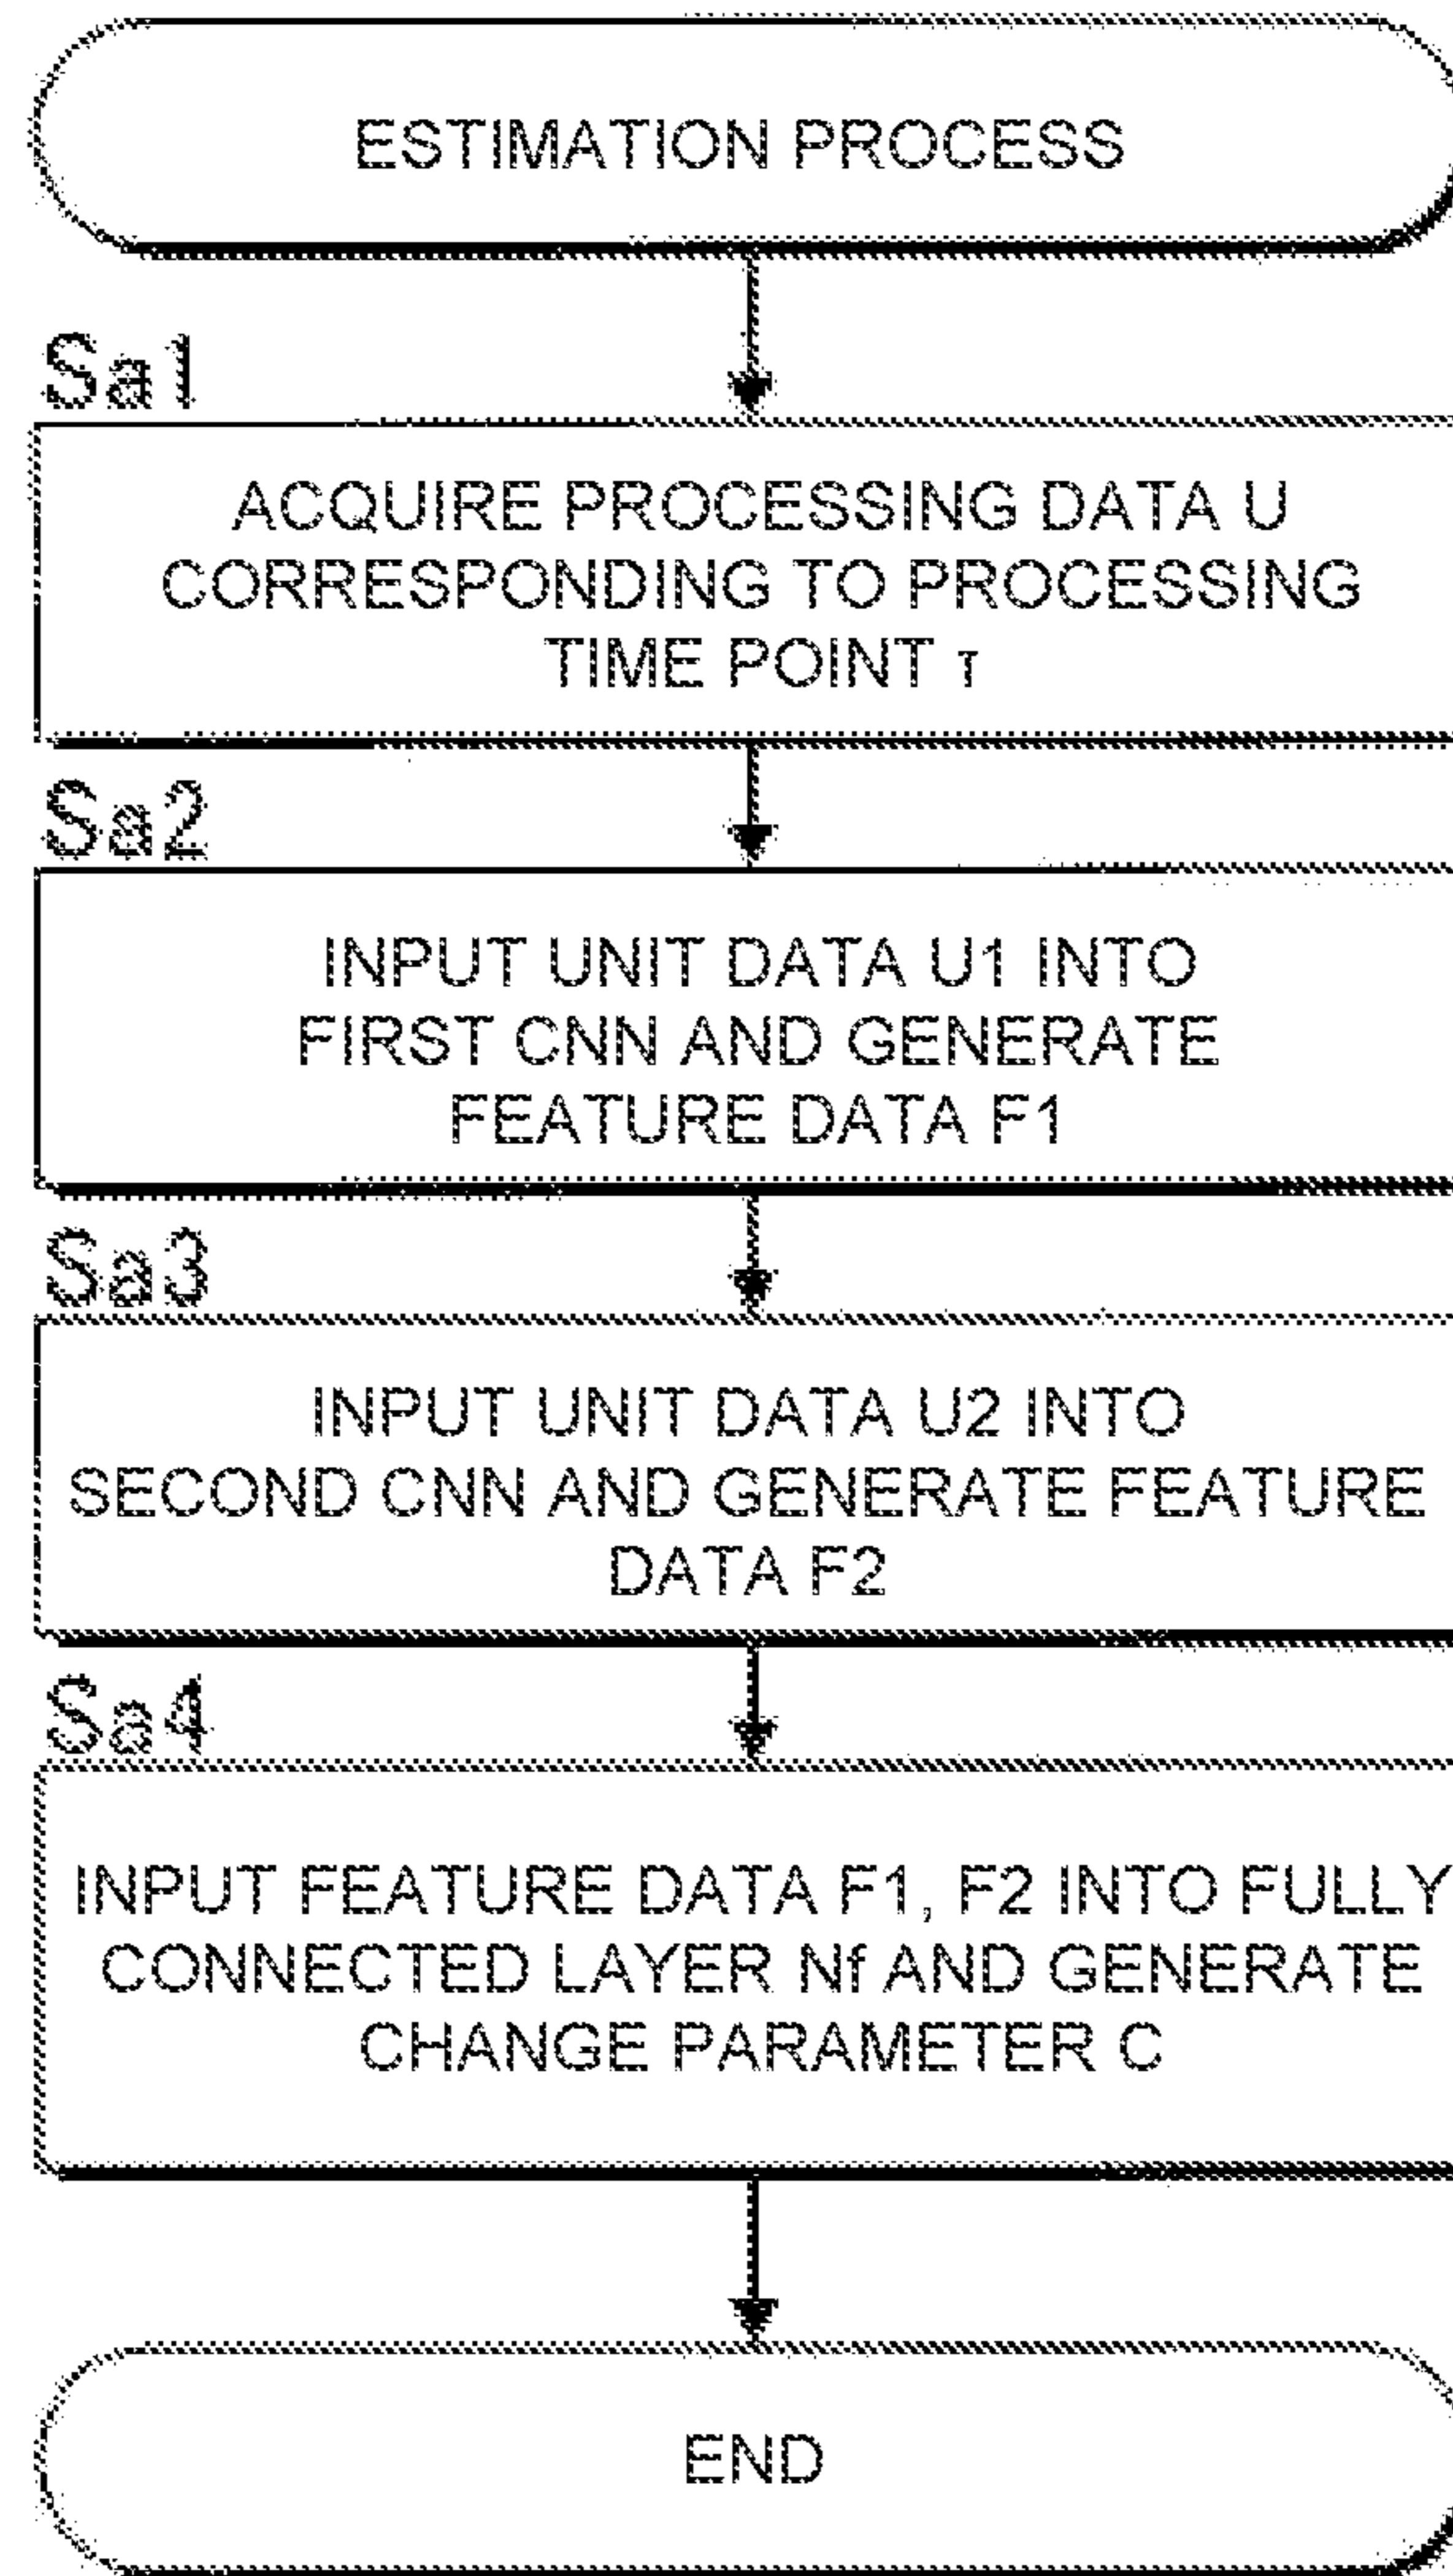 ESTIMATION PROCESS
Sa1
ACQUIRE PROCESSING DATA U
CORRESPONDING TO PROCESSING
TIME POINT τ
Sa2
INPUT UNIT DATA U1 INTO
FIRST CNN AND GENERATE
FEATURE DATA F1
Sa3
INPUT UNIT DATA U2 INTO
SECOND CNN AND GENERATE FEATURE
DATA F2
Sa4
INPUT FEATURE DATA F1, F2 INTO FULLY
CONNECTED LAYER Nf AND GENERATE
CHANGE PARAMETER C
END